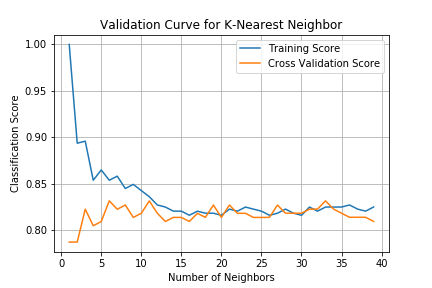 Validation Curve for K-Nearest Neighbor
Training Score
Cross Validation Score
Classification Score
1.00
0.95
0.90
0.85
0.80
0 5 10 15 20 25 30 35 40
Number of Neighbors